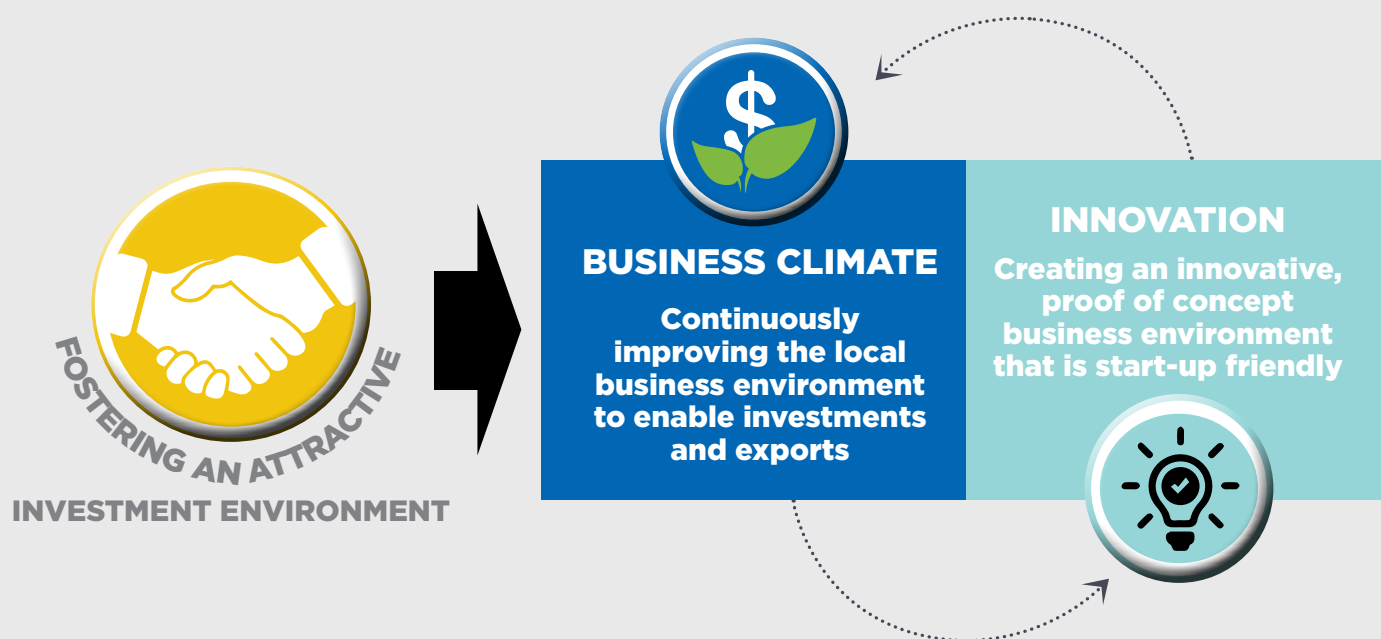 FOSTERING AN ATTRACTIVE
INVESTMENT ENVIRONMENT
$
BUSINESS CLIMATE
Continuously
improving the local
business environment
to enable investments
and exports
INNOVATION
Creating an innovative,
proof of concept
business environment
that is start-up friendly